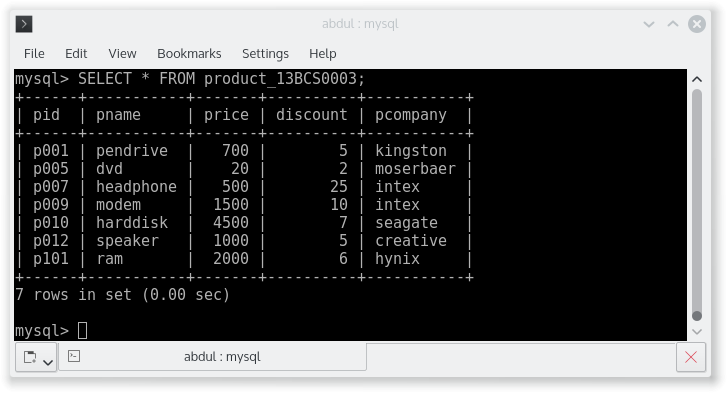 abdul : mysql
File Edit View Bookmarks Settings Help
mysql> SELECT * FROM product_13BCS0003;
+------+-----------+-------+----------+-----------+
| pid  | pname     | price | discount | pcompany  |
+------+-----------+-------+----------+-----------+
| p001 | pendrive  |   700 |        5 | kingston  |
| p005 | dvd       |    20 |        2 | moserbaer |
| p007 | headphone |   500 |       25 | intex     |
| p009 | modem     |  1500 |       10 | intex     |
| p010 | harddisk  |  4500 |        7 | seagate   |
| p012 | speaker   |  1000 |        5 | creative  |
| p101 | ram       |  2000 |        6 | hynix     |
+------+-----------+-------+----------+-----------+
7 rows in set (0.00 sec)
mysql>
abdul : mysql